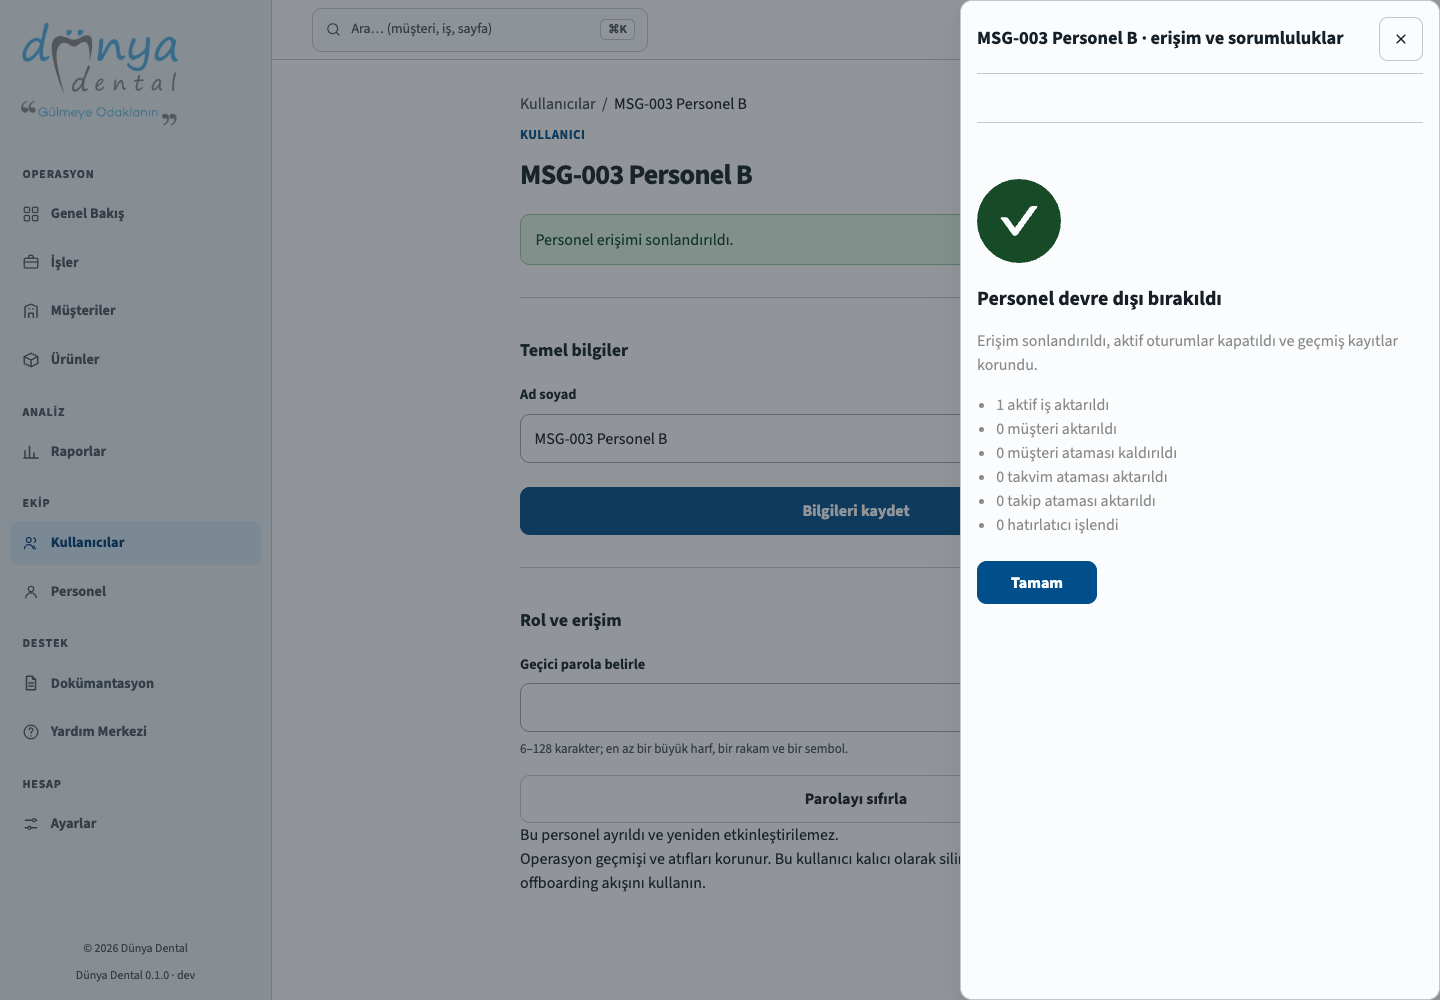 dünya
dental
“Gülmeye Odaklanın”
OPERASYON
Genel Bakış
İşler
Müşteriler
Ürünler
ANALİZ
Raporlar
EKİP
Kullanıcılar
Personel
DESTEK
Dokümantasyon
Yardım Merkezi
HESAP
Ayarlar
© 2026 Dünya Dental
Dünya Dental 0.1.0 · dev
Ara… (müşteri, iş, sayfa)
⌘K
Kullanıcılar / MSG-003 Personel B
KULLANICI
MSG-003 Personel B
Personel erişimi sonlandırıldı.
Temel bilgiler
Ad soyad
MSG-003 Personel B
Bilgileri kaydet
Rol ve erişim
Geçici parola belirle
6–128 karakter; en az bir büyük harf, bir rakam ve bir sembol.
Parolayı sıfırla
Bu personel ayrıldı ve yeniden etkinleştirilemez.
Operasyon geçmişi ve atıfları korunur. Bu kullanıcı kalıcı olarak
offboarding akışını kullanın.
MSG-003 Personel B · erişim ve sorumluluklar
Personel devre dışı bırakıldı
Erişim sonlandırıldı, aktif oturumlar kapatıldı ve geçmiş kayıtlar
korundu.
• 1 aktif iş aktarıldı
• 0 müşteri aktarıldı
• 0 müşteri ataması kaldırıldı
• 0 takvim ataması aktarıldı
• 0 takip ataması aktarıldı
• 0 hatırlatıcı işlendi
Tamam